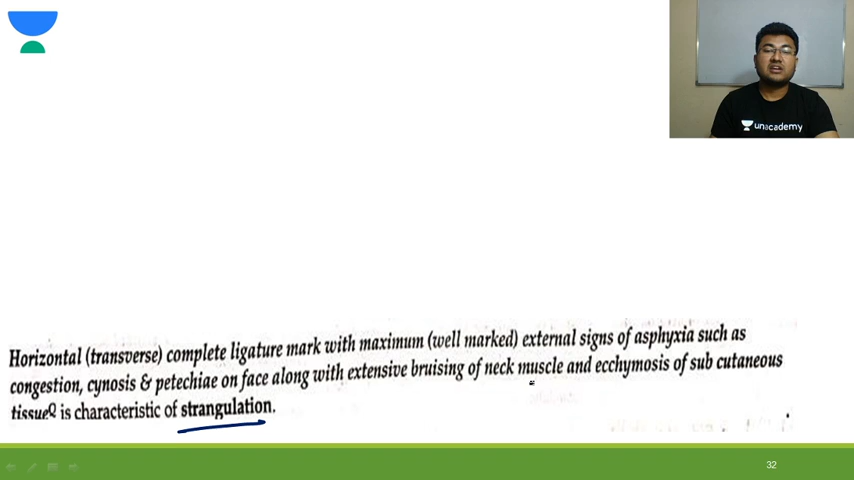 unacademy
Horizontal (transverse) complete ligature mark with maximum (well marked) external signs of asphyxia such as
congestion, cynosis & petechiae on face along with extensive bruising of neck muscle and ecchymosis of sub cutaneous
tissueQ is characteristic of strangulation.
32